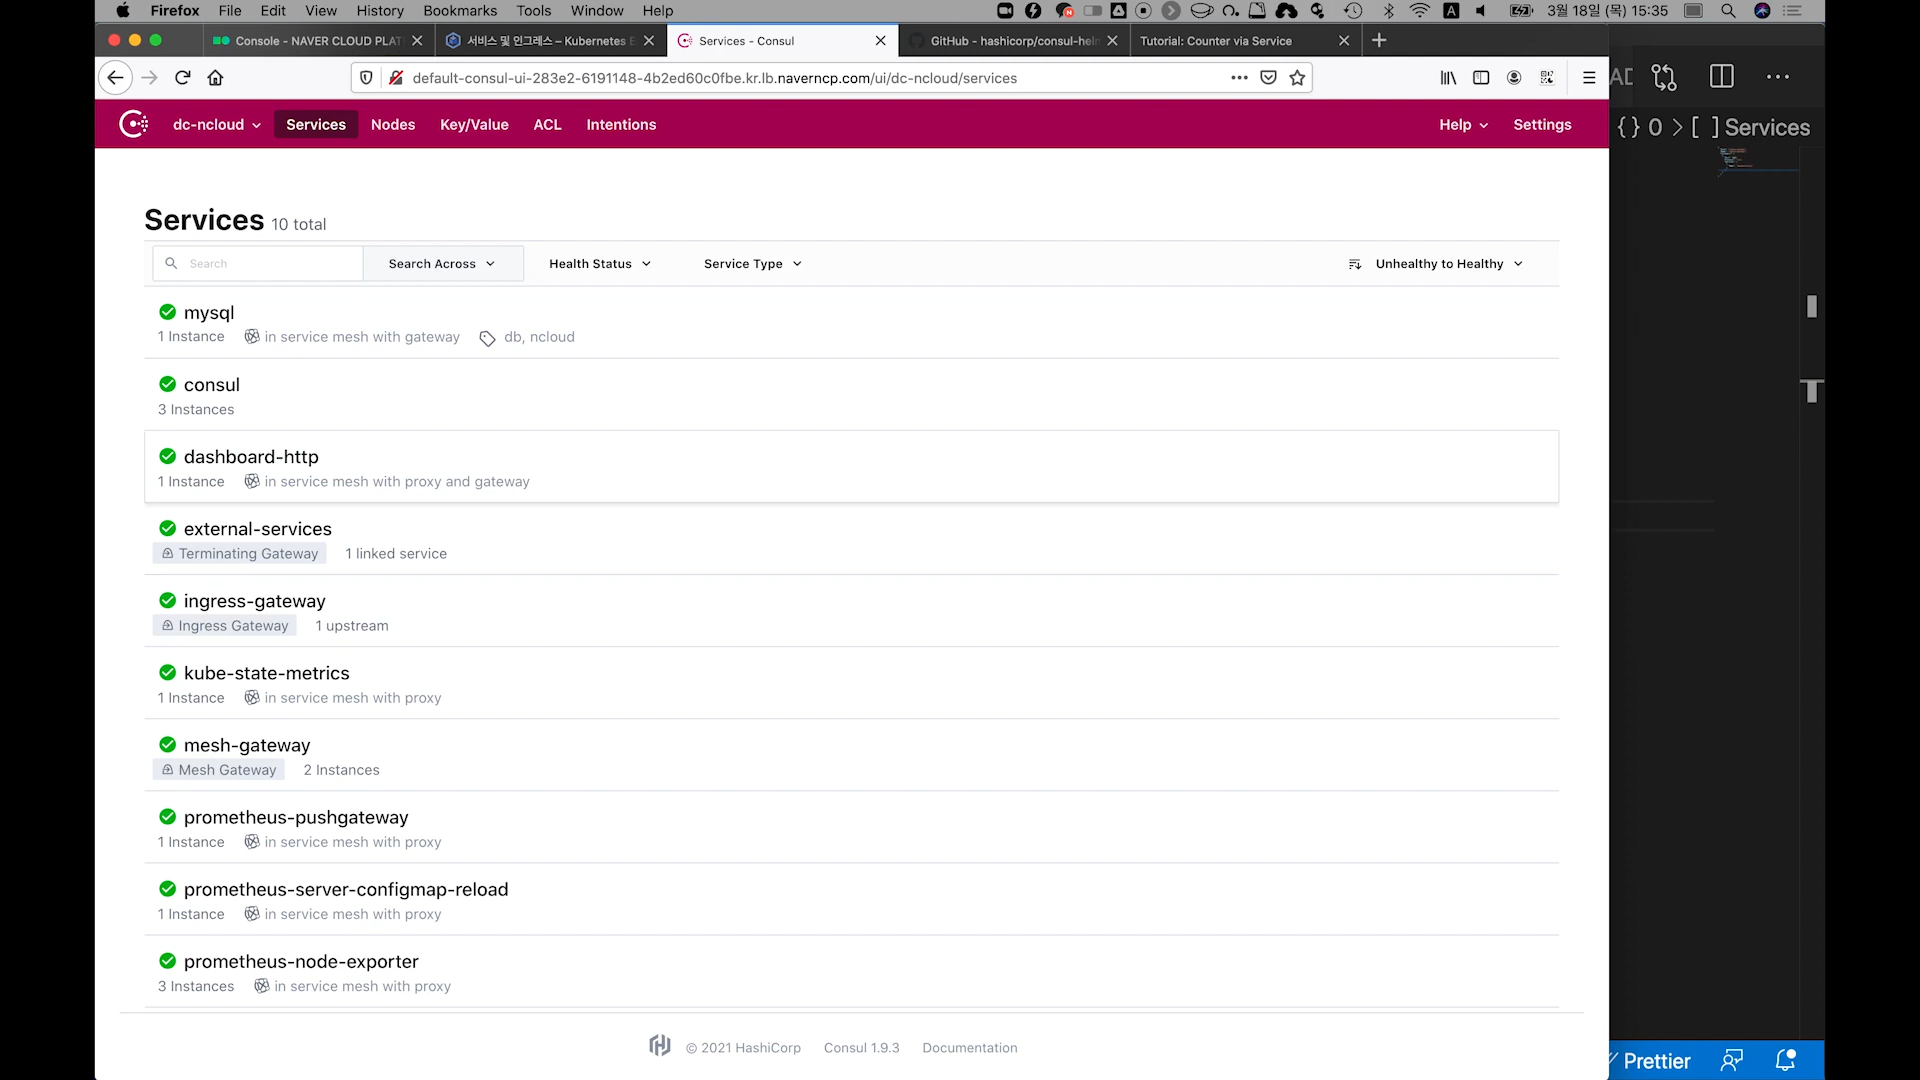 Firefox File Edit View History Bookmarks Tools Window Help 3월 18일 (목) 15:35
Console - NAVER CLOUD PLAT 서비스 및 인그레스 – Kubernetes E Services - Consul GitHub - hashicorp/consul-heln Tutorial: Counter via Service
default-consul-ui-283e2-6191148-4b2ed60c0fbe.kr.lb.naverncp.com/ui/dc-ncloud/services
dc-ncloud Services Nodes Key/Value ACL Intentions Help Settings
{} 0 > [ ] Services
Services 10 total
Search Search Across Health Status Service Type Unhealthy to Healthy
mysql
1 Instance in service mesh with gateway db, ncloud
consul
3 Instances
dashboard-http
1 Instance in service mesh with proxy and gateway
external-services
Terminating Gateway 1 linked service
ingress-gateway
Ingress Gateway 1 upstream
kube-state-metrics
1 Instance in service mesh with proxy
mesh-gateway
Mesh Gateway 2 Instances
prometheus-pushgateway
1 Instance in service mesh with proxy
prometheus-server-configmap-reload
1 Instance in service mesh with proxy
prometheus-node-exporter
3 Instances in service mesh with proxy
© 2021 HashiCorp Consul 1.9.3 Documentation
Prettier